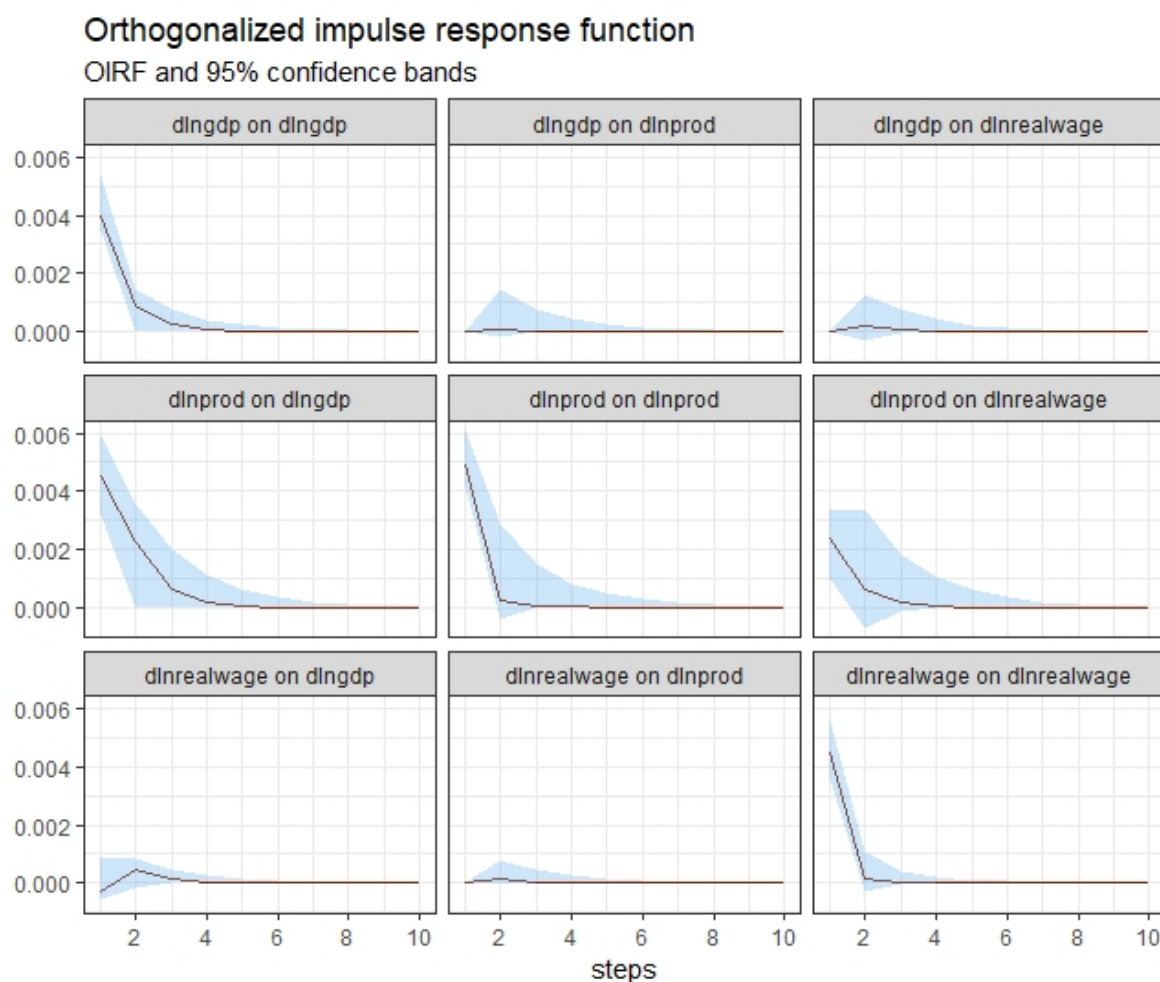 Orthogonalized impulse response function
OIRF and 95% confidence bands
dlngdp on dlngdp
dlngdp on dlnprod
dlngdp on dlnrealwage
0.006
0.004
0.002
0.000
dlnprod on dlngdp
dlnprod on dlnprod
dlnprod on dlnrealwage
0.006
0.004
0.002
0.000
dlnrealwage on dlngdp
dlnrealwage on dlnprod
dlnrealwage on dlnrealwage
0.006
0.004
0.002
0.000
2 4 6 8 10
2 4 6 8 10
2 4 6 8 10
steps